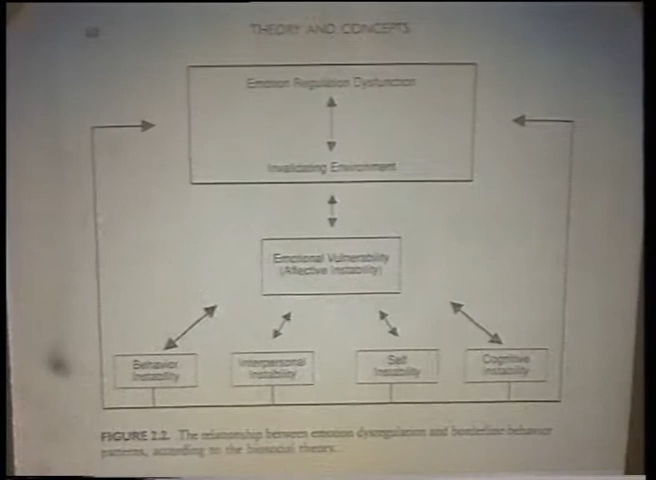 THEORY AND CONCEPTS
Emotion Regulation Dysfunction
Invalidating Environment
Emotional Vulnerability
(Affective Instability)
Behavior
Instability
Interpersonal
Instability
Self
Instability
Cognitive
Instability
FIGURE 2.2. The relationship between emotion dysregulation and borderline behavior
patterns, according to the biosocial theory.